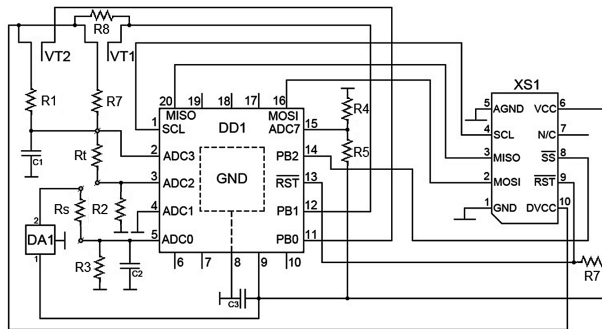 R8
VT2
VT1
XS1
R1
R7
20 19 18 17 16
MISO
MOSI
5 AGND
VCC 6
SCL
DD1
ADC7
R4
1
15
4 SCL
N/C 7
C1
Rt
2 ADC3
PB2 14
R5
3 MISO
SS 8
GND
3 ADC2
RST 13
2 MOSI
RST 9
2
Rs
R2
4 ADC1
PB1 12
1 GND
DVCC 10
DA1
5 ADC0
PB0 11
1
R3
C2
6 7 8 9 10
R7
C3